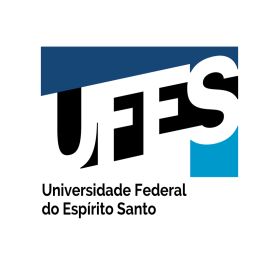 UFES
Universidade Federal
do Espírito Santo